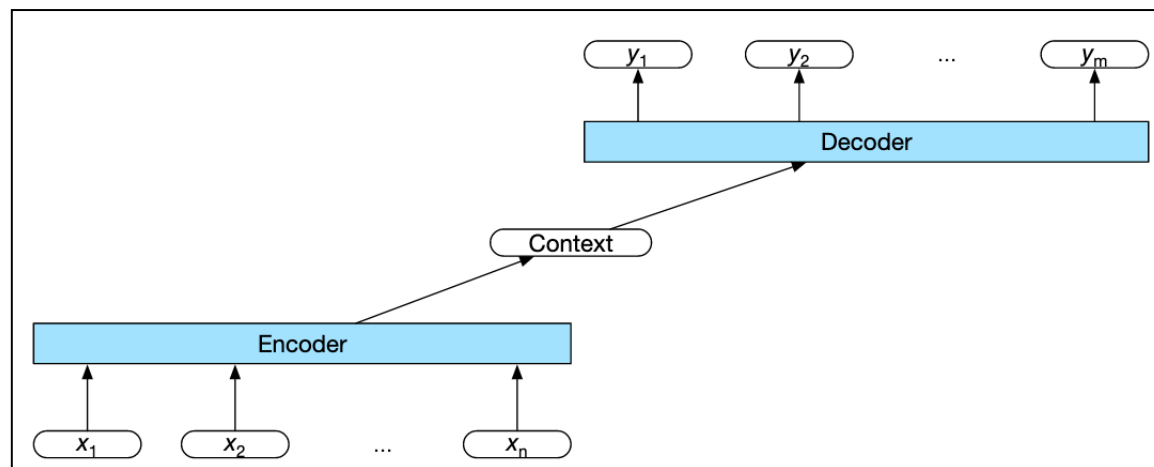 y₁ y₂ ... yₘ
Decoder
Context
Encoder
x₁ x₂ ... xₙ